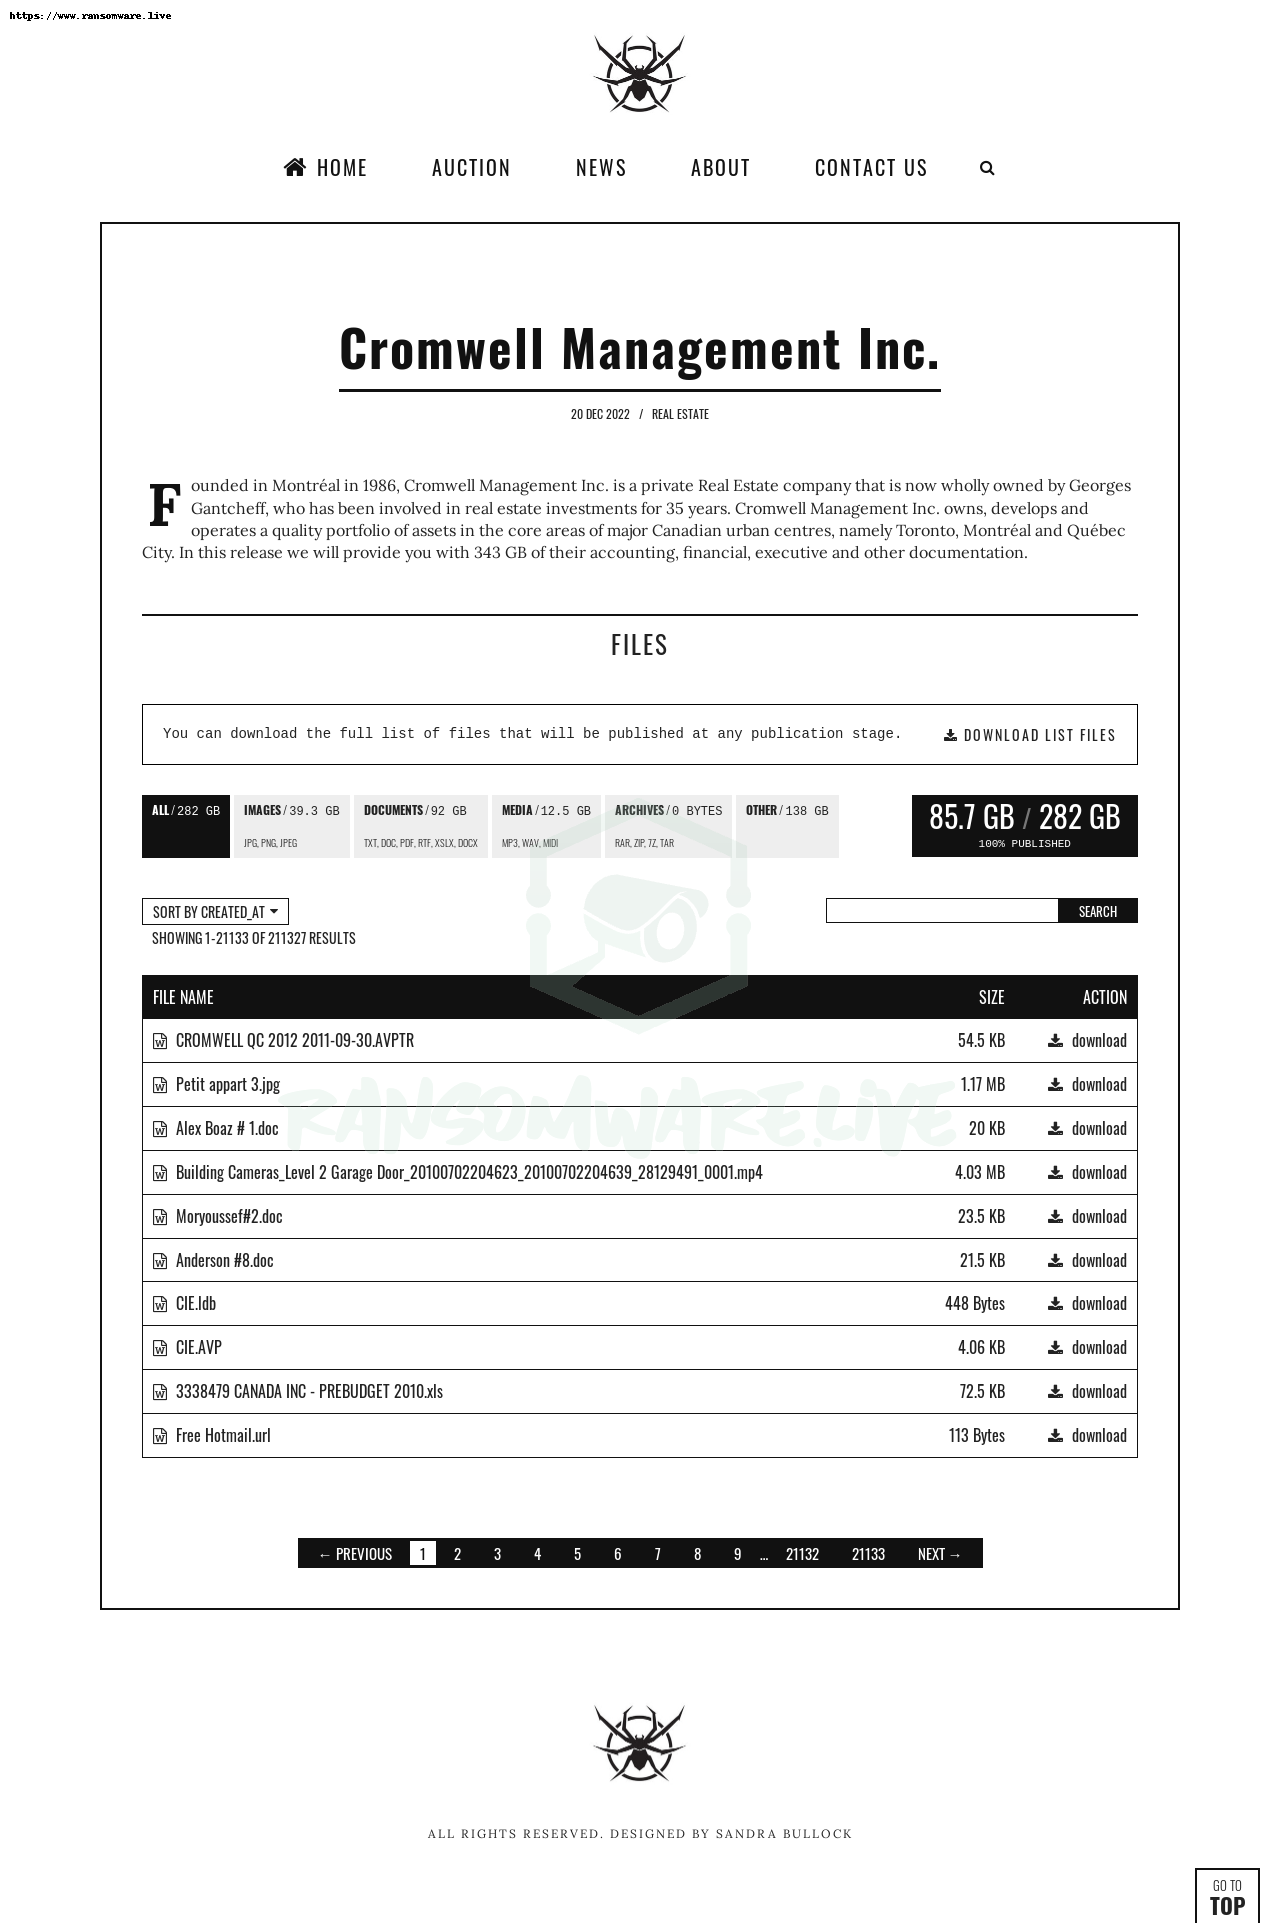 https://www.ransomware.live
HOME AUCTION NEWS ABOUT CONTACT US
Cromwell Management Inc.
20 DEC 2022 / REAL ESTATE
Founded in Montréal in 1986, Cromwell Management Inc. is a private Real Estate company that is now wholly owned by Georges
Gantcheff, who has been involved in real estate investments for 35 years. Cromwell Management Inc. owns, develops and
operates a quality portfolio of assets in the core areas of major Canadian urban centres, namely Toronto, Montréal and Québec
City. In this release we will provide you with 343 GB of their accounting, financial, executive and other documentation.
FILES
You can download the full list of files that will be published at any publication stage. DOWNLOAD LIST FILES
ALL / 282 GB IMAGES / 39.3 GB DOCUMENTS / 92 GB MEDIA / 12.5 GB ARCHIVES / 0 BYTES OTHER / 138 GB 85.7 GB / 282 GB
JPG, PNG, JPEG TXT, DOC, PDF, RTF, XSLX, DOCX MP3, WAV, MIDI RAR, ZIP, 7Z, TAR 100% PUBLISHED
SORT BY CREATED_AT SEARCH
SHOWING 1-21133 OF 211327 RESULTS
FILE NAME SIZE ACTION
CROMWELL QC 2012 2011-09-30.AVPTR 54.5 KB download
Petit appart 3.jpg 1.17 MB download
RANSOMWARE.LIVE
Alex Boaz # 1.doc 20 KB download
Building Cameras_Level 2 Garage Door_20100702204623_20100702204639_28129491_0001.mp4 4.03 MB download
Moryoussef#2.doc 23.5 KB download
Anderson #8.doc 21.5 KB download
CIE.ldb 448 Bytes download
CIE.AVP 4.06 KB download
3338479 CANADA INC - PREBUDGET 2010.xls 72.5 KB download
Free Hotmail.url 113 Bytes download
← PREVIOUS 1 2 3 4 5 6 7 8 9 ... 21132 21133 NEXT →
ALL RIGHTS RESERVED. DESIGNED BY SANDRA BULLOCK
GO TO
TOP